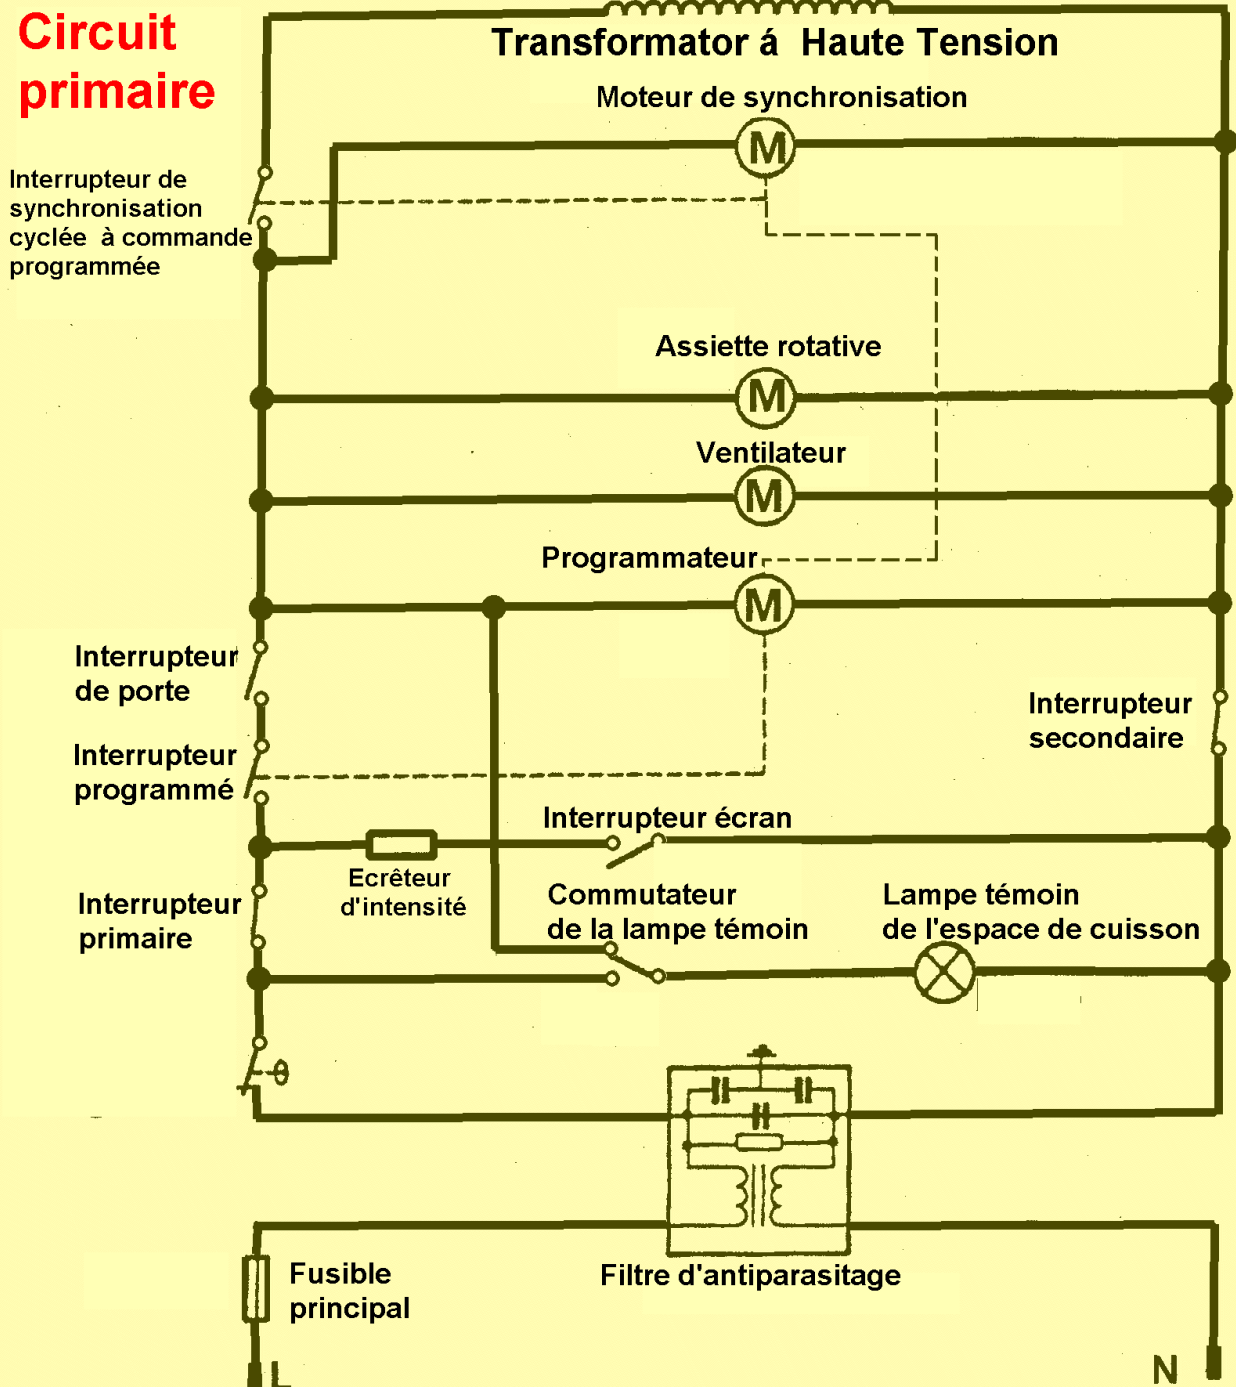 Circuit
primaire
Transformator á Haute Tension
Moteur de synchronisation
M
Interrupteur de
synchronisation
cyclée à commande
programmée
Assiette rotative
M
Ventilateur
M
Programmateur
M
Interrupteur
de porte
Interrupteur
secondaire
Interrupteur
programmé
Interrupteur écran
Ecrêteur
d'intensité
Interrupteur
primaire
Commutateur
de la lampe témoin
Lampe témoin
de l'espace de cuisson
Filtre d'antiparasitage
Fusible
principal
L
N